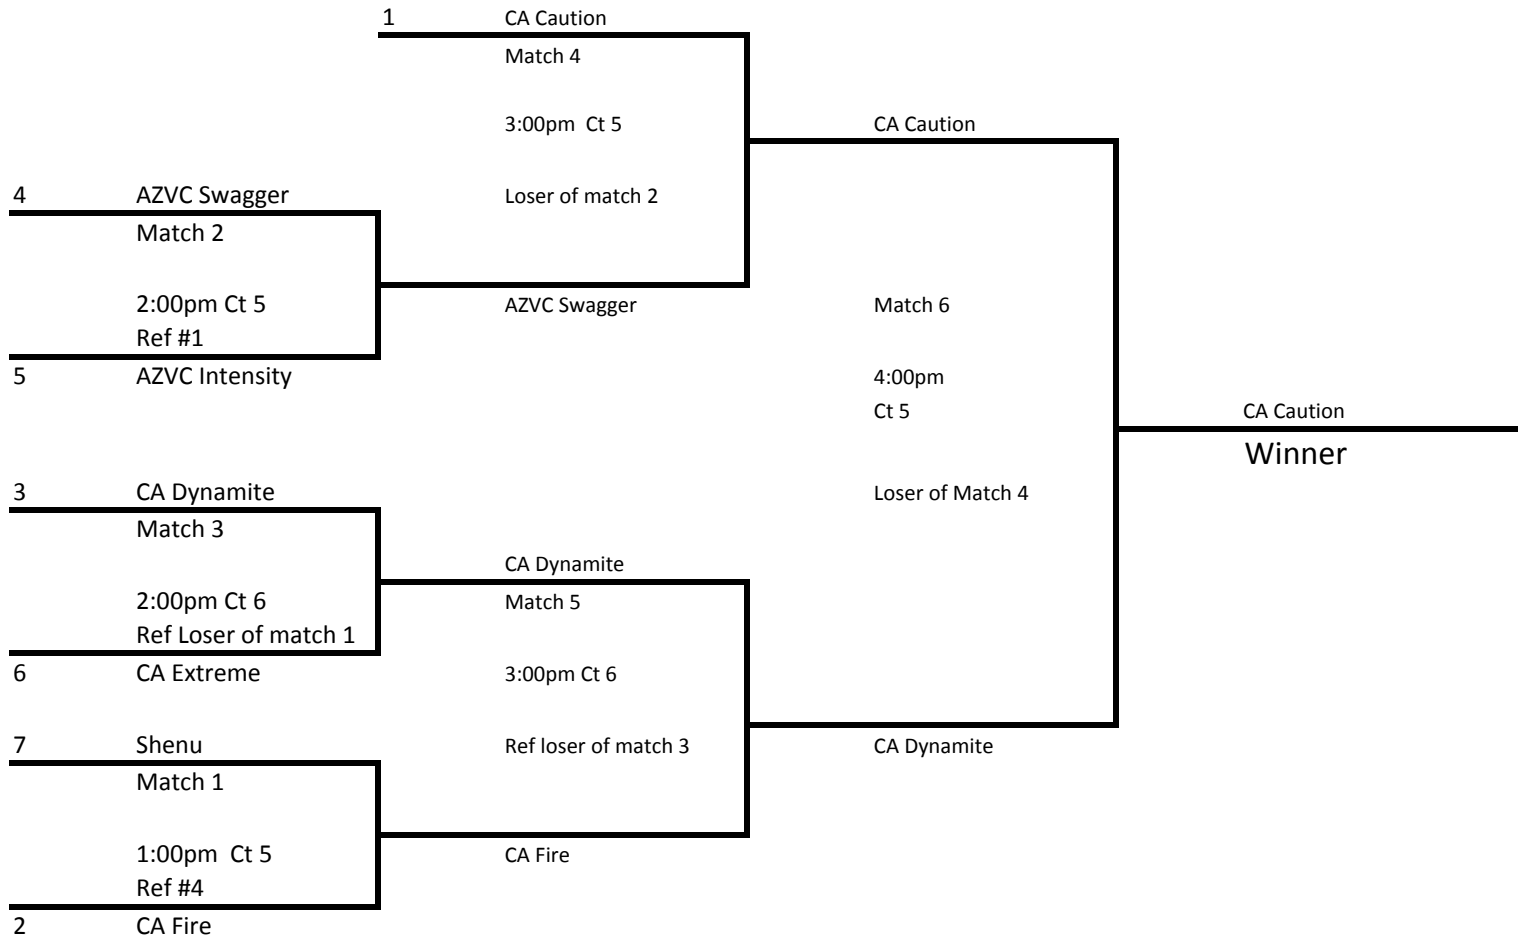 1 CA Caution
Match 4
3:00pm  Ct 5 CA Caution
4 AZVC Swagger Loser of match 2
Match 2
2:00pm Ct 5 AZVC Swagger Match 6
Ref #1
5 AZVC Intensity 4:00pm
Ct 5 CA Caution
Winner
3 CA Dynamite Loser of Match 4
Match 3
CA Dynamite
2:00pm Ct 6 Match 5
Ref Loser of match 1
6 CA Extreme 3:00pm Ct 6
7 Shenu Ref loser of match 3 CA Dynamite
Match 1
1:00pm  Ct 5 CA Fire
Ref #4
2 CA Fire